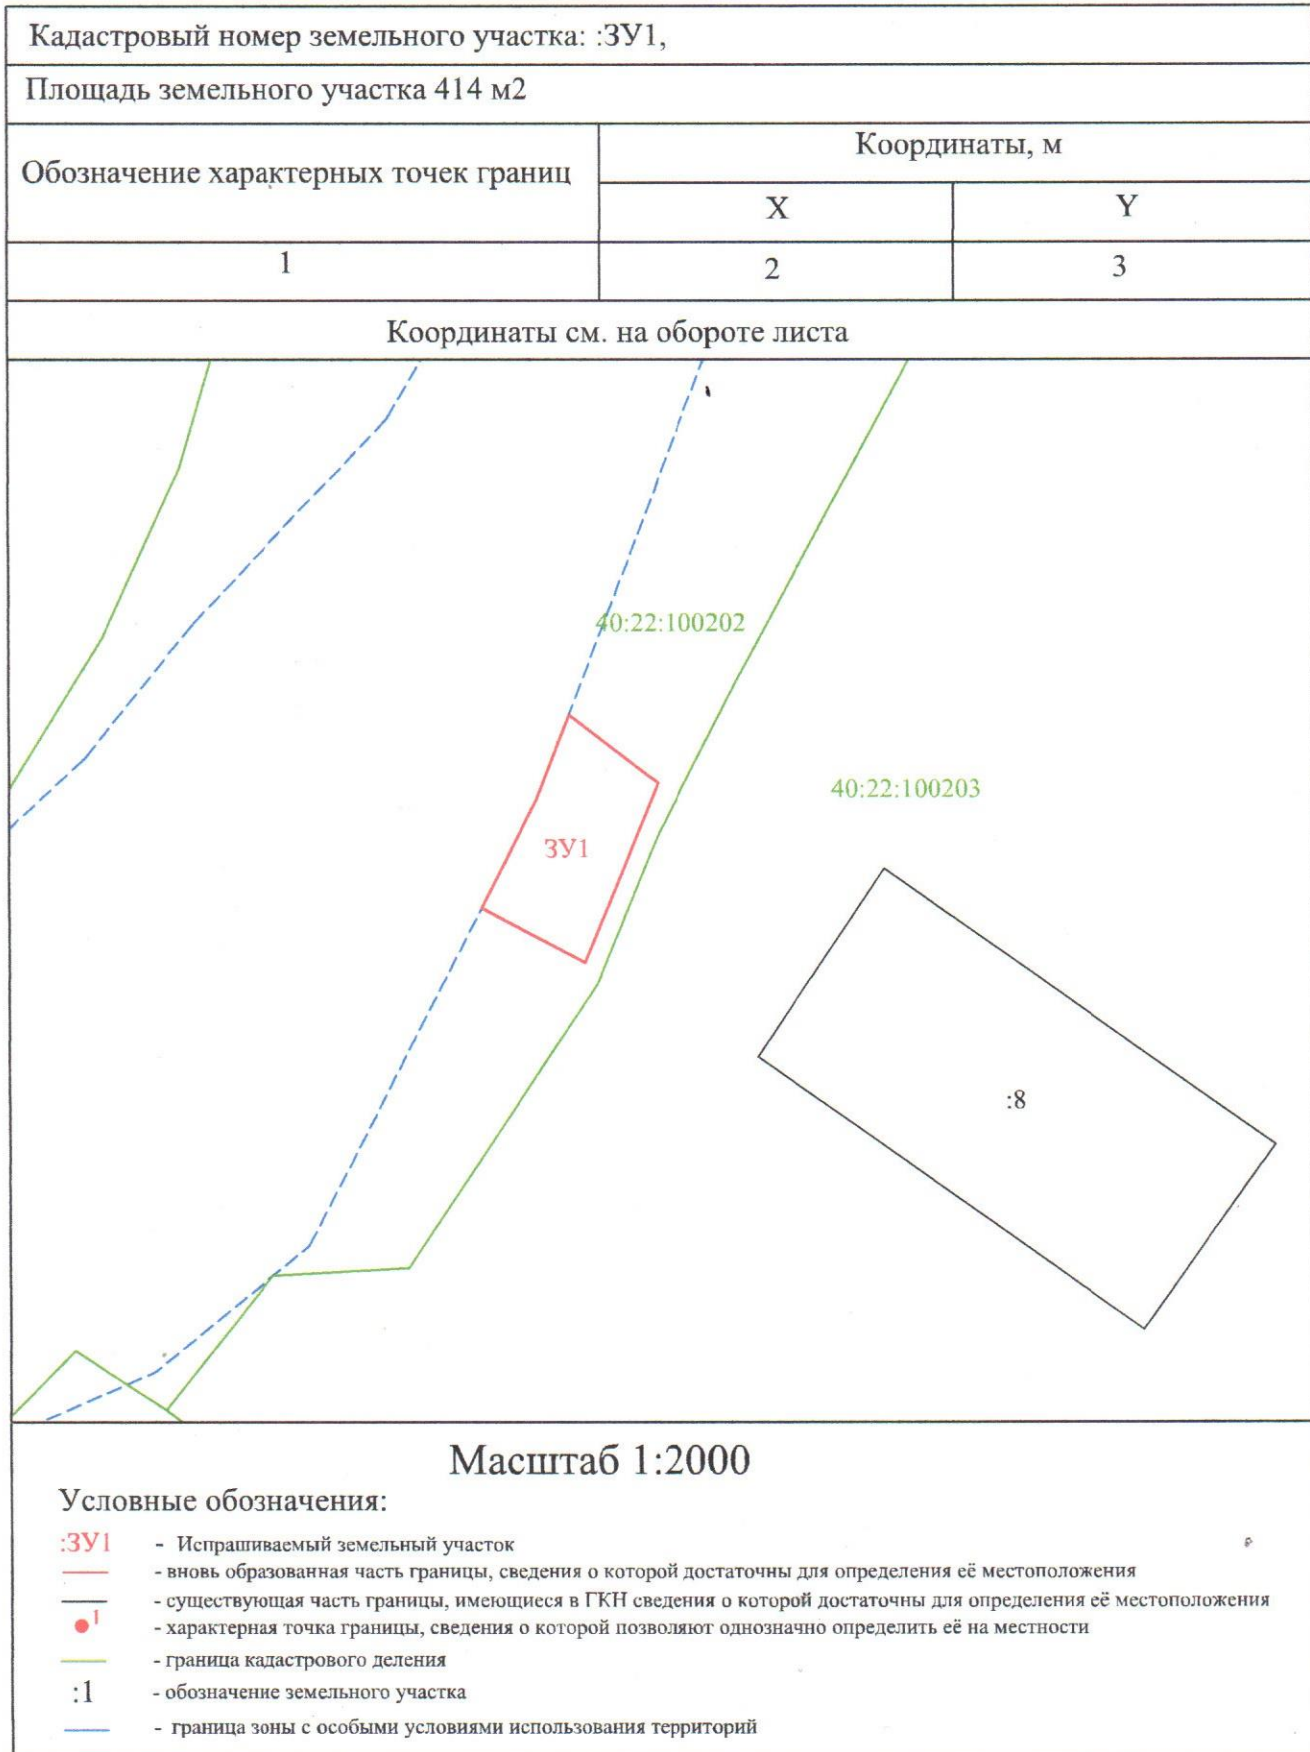 Кадастровый номер земельного участка: :ЗУ1,
Площадь земельного участка 414 м2
Обозначение характерных точек границ
Координаты, м
X
Y
1
2
3
Координаты см. на обороте листа
40:22:100202
40:22:100203
ЗУ1
:8
Масштаб 1:2000
Условные обозначения:
:ЗУ1 - Испрашиваемый земельный участок
- вновь образованная часть границы, сведения о которой достаточны для определения её местоположения
- существующая часть границы, имеющиеся в ГКН сведения о которой достаточны для определения её местоположения
1 - характерная точка границы, сведения о которой позволяют однозначно определить её на местности
- граница кадастрового деления
:1 - обозначение земельного участка
- граница зоны с особыми условиями использования территорий